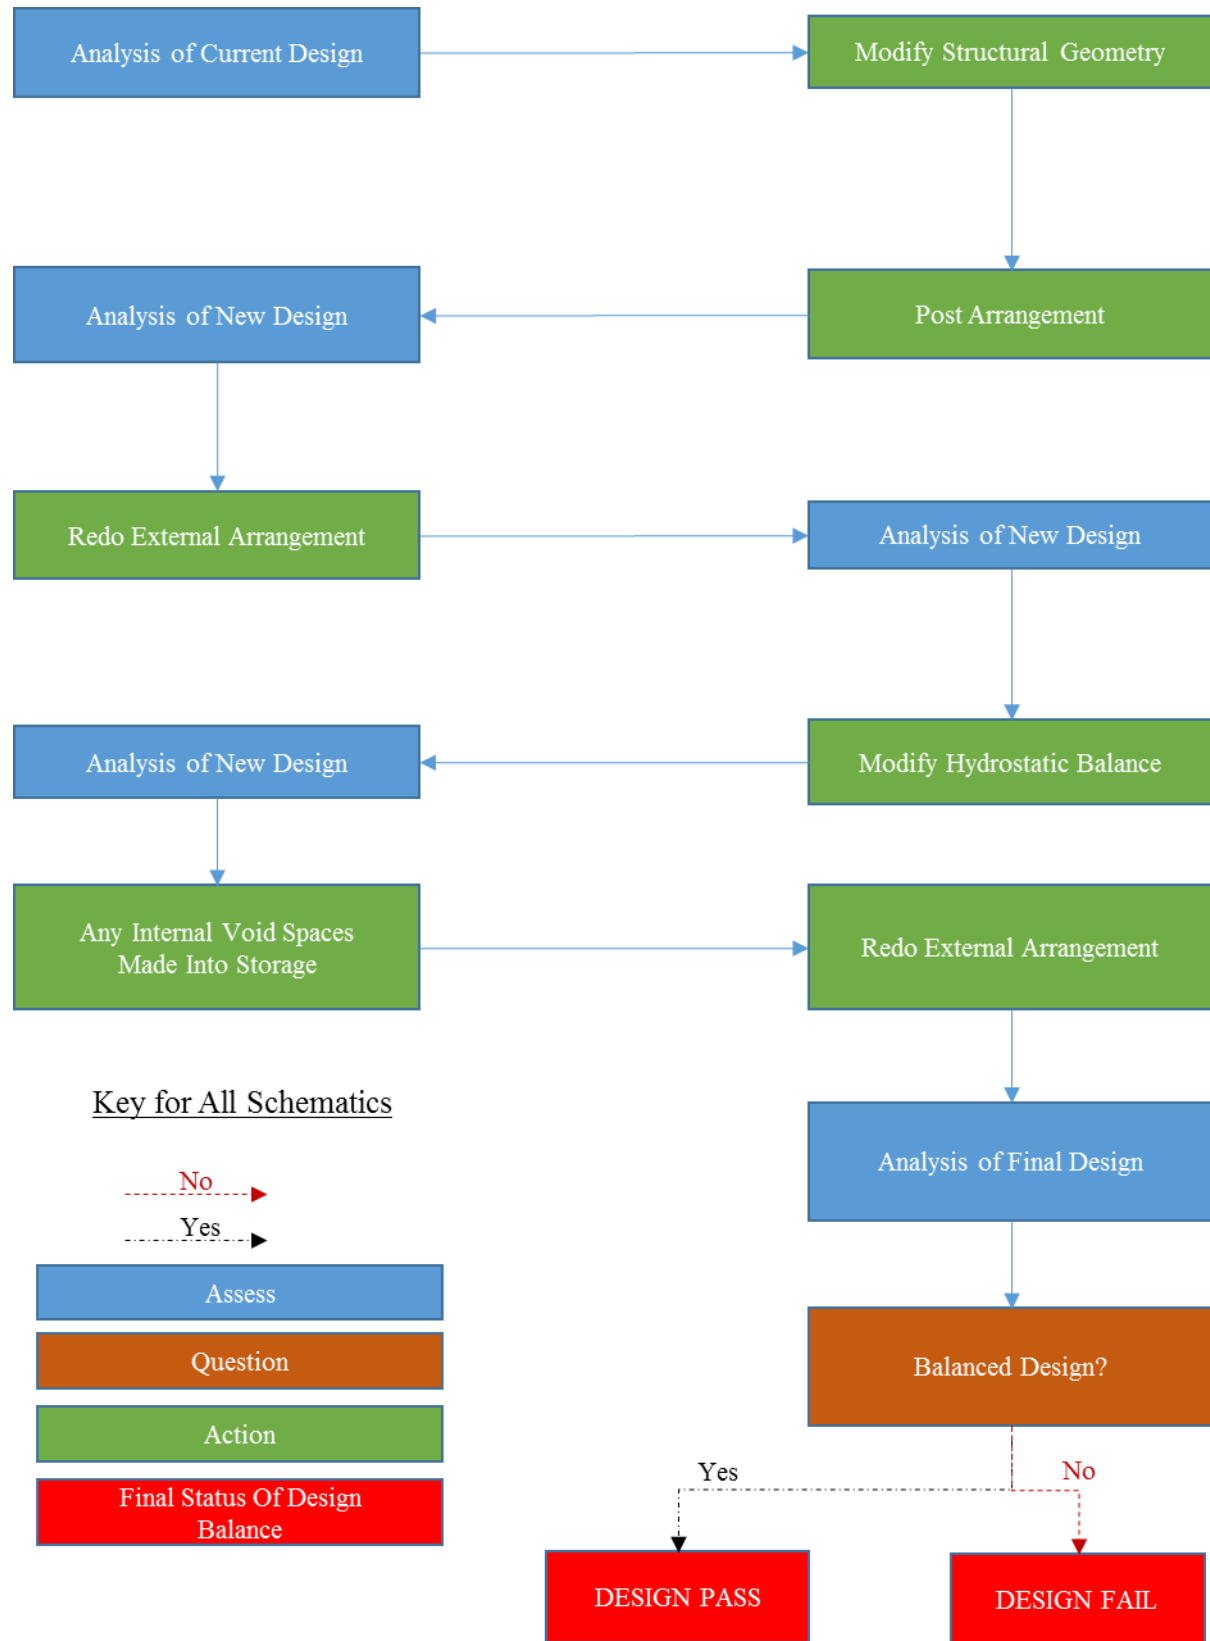 Analysis of Current Design
Modify Structural Geometry
Analysis of New Design
Post Arrangement
Redo External Arrangement
Analysis of New Design
Analysis of New Design
Modify Hydrostatic Balance
Any Internal Void Spaces
Made Into Storage
Redo External Arrangement
Key for All Schematics
No
Yes
Assess
Question
Action
Final Status Of Design
Balance
Analysis of Final Design
Balanced Design?
Yes
No
DESIGN PASS
DESIGN FAIL